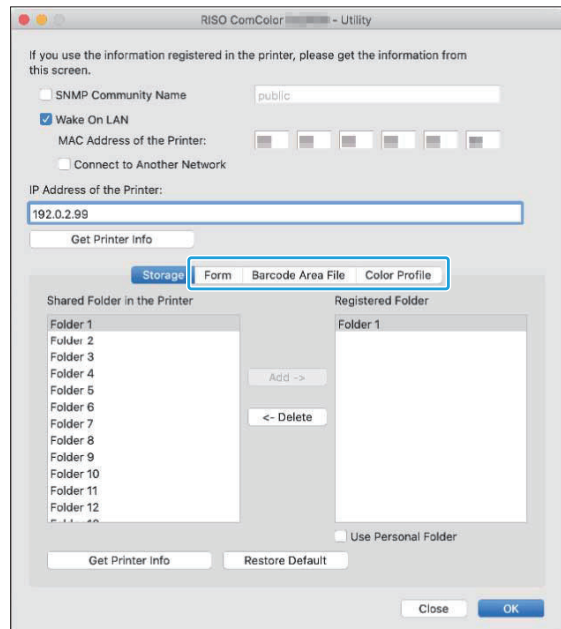 RISO ComColor - Utility
If you use the information registered in the printer, please get the information from
this screen.
SNMP Community Name
public
Wake On LAN
MAC Address of the Printer:
Connect to Another Network
IP Address of the Printer:
192.0.2.99
Get Printer Info
Storage Form Barcode Area File Color Profile
Shared Folder in the Printer Registered Folder
Folder 1 Folder 1
Folder 2
Folder 3
Folder 4
Folder 5
Folder 6
Folder 7
Folder 8
Folder 9
Folder 10
Folder 11
Folder 12
Add ->
<- Delete
Use Personal Folder
Get Printer Info Restore Default
Close OK